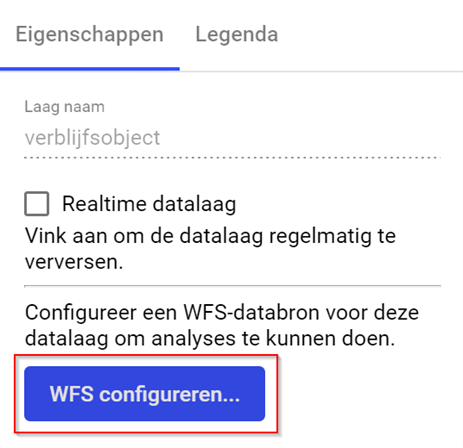 Eigenschappen Legenda
Laag naam
verblijfsobject
Realtime datalaag
Vink aan om de datalaag regelmatig te
verversen.
Configureer een WFS-databron voor deze
datalaag om analyses te kunnen doen.
WFS configureren...